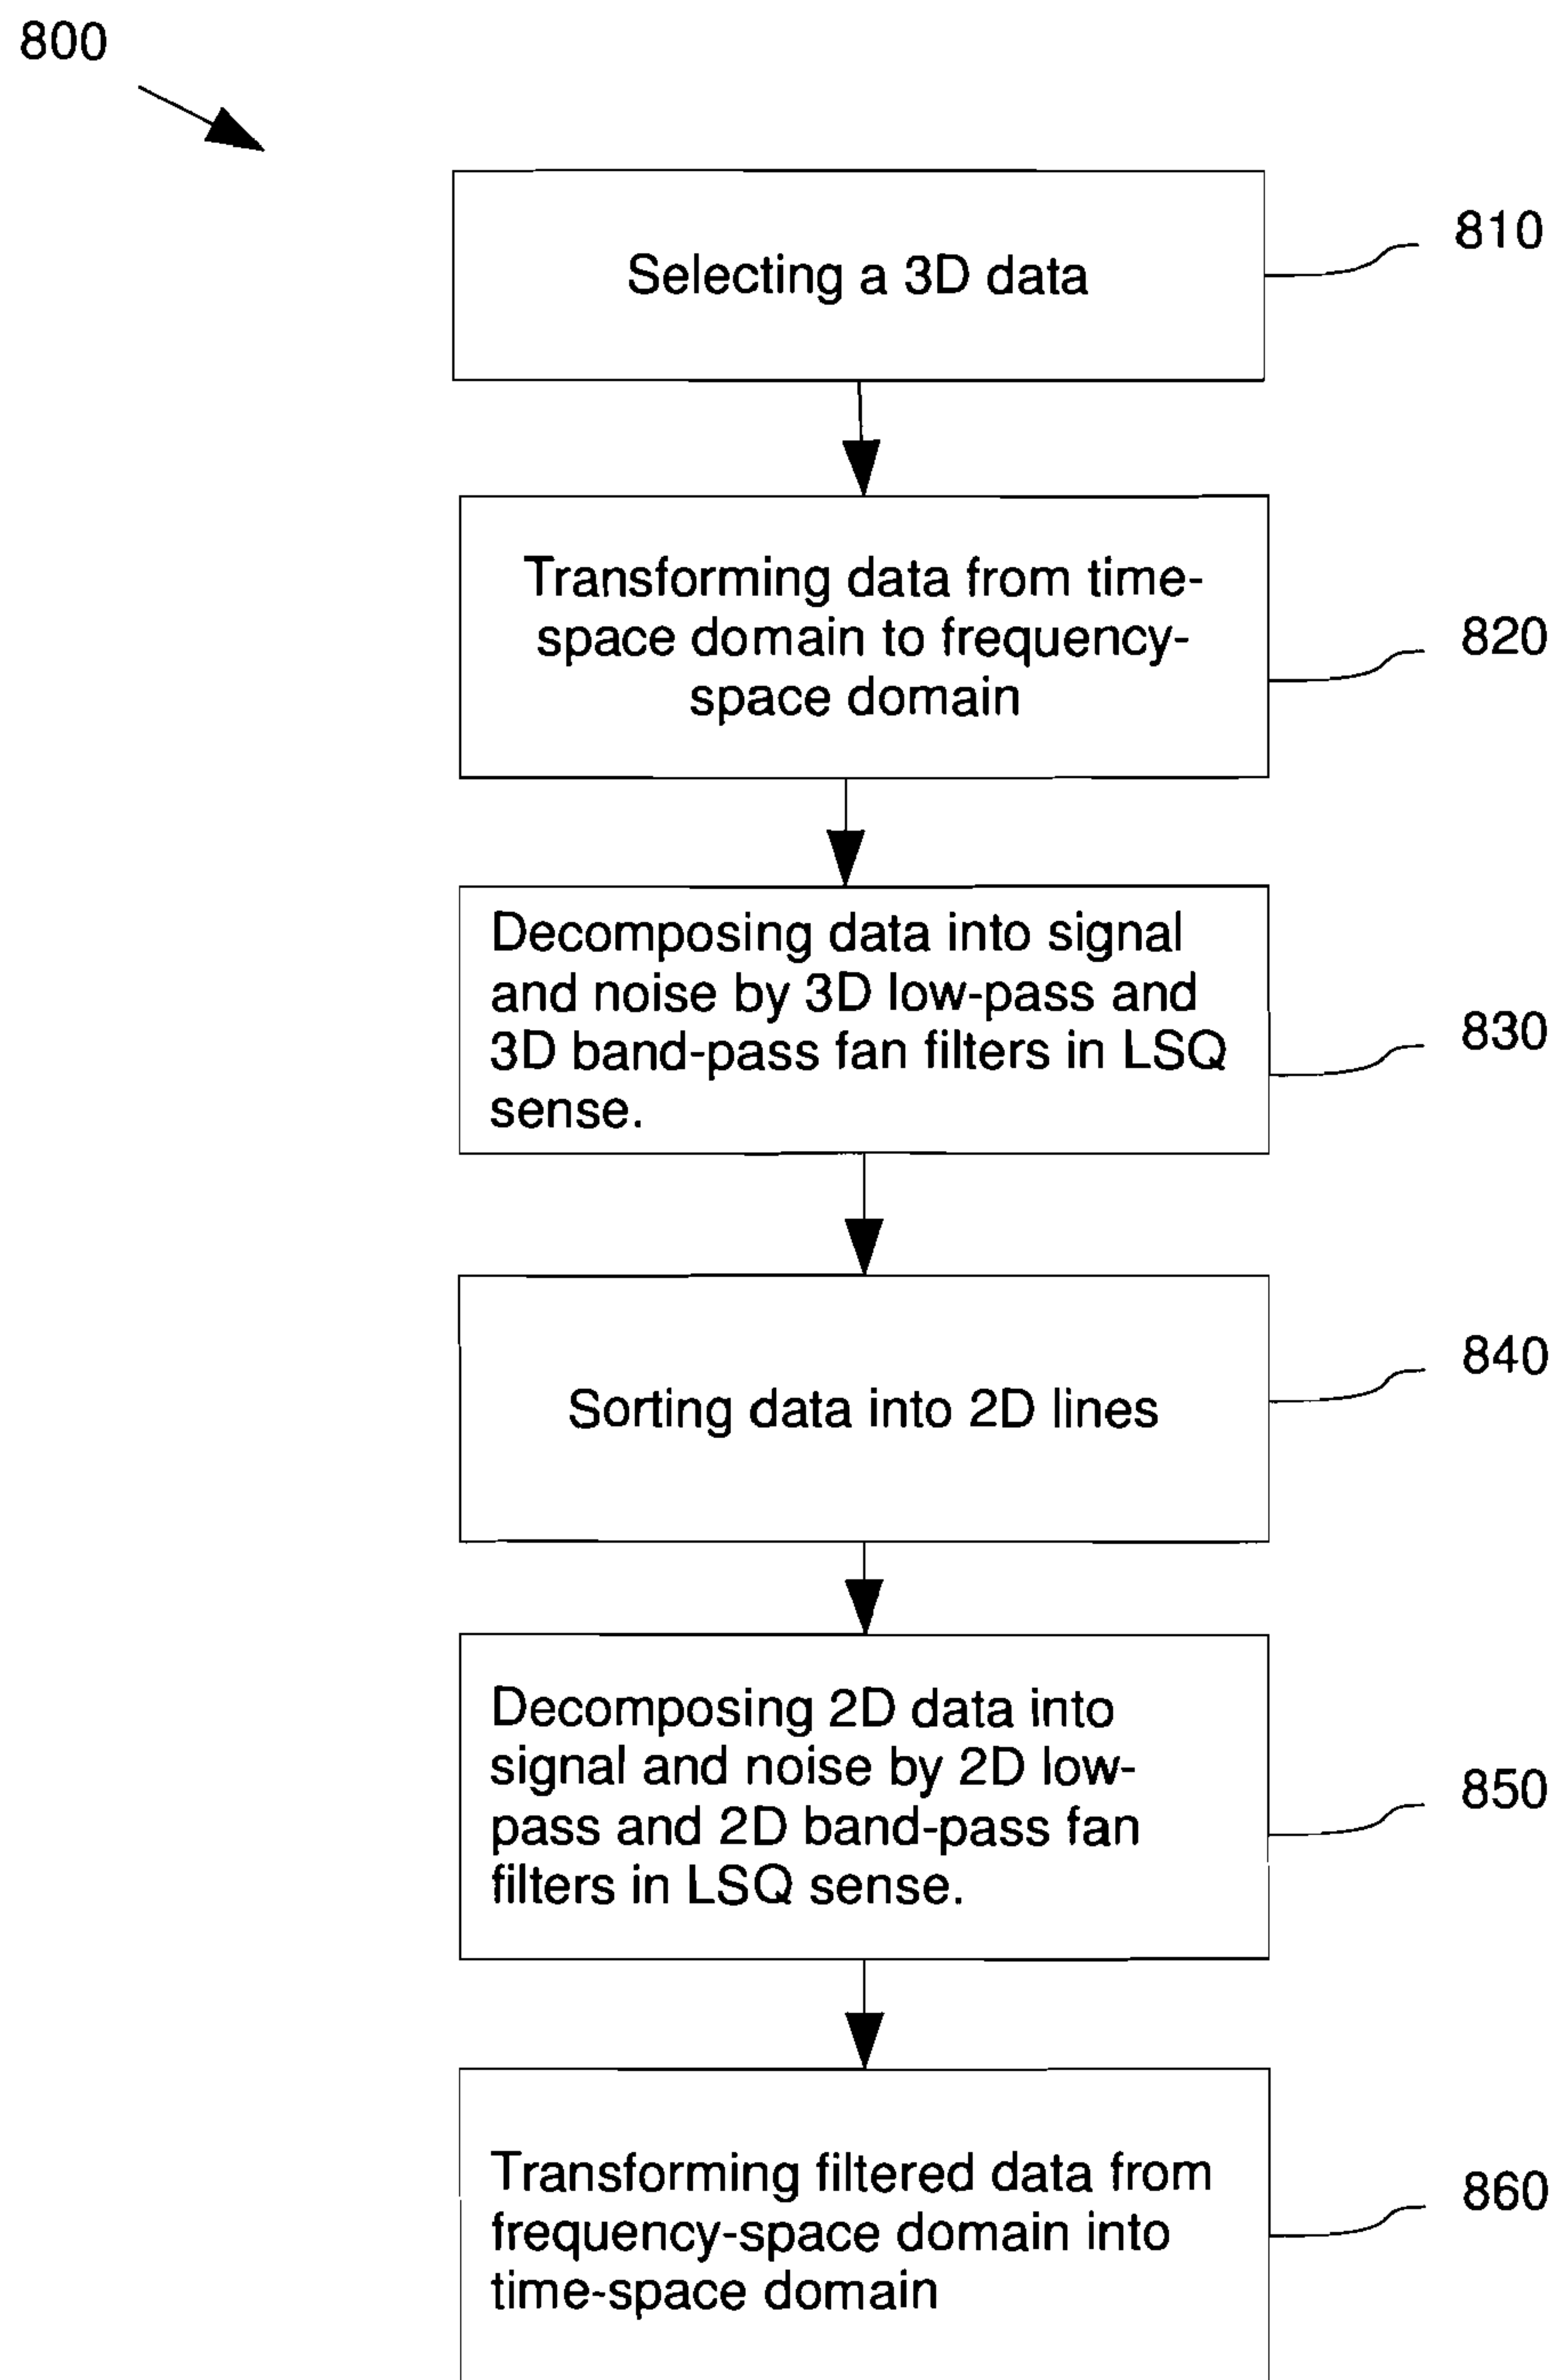 800
Selecting a 3D data
810
Transforming data from time-
space domain to frequency-
space domain
820
Decomposing data into signal
and noise by 3D low-pass and
3D band-pass fan filters in LSQ
sense.
830
Sorting data into 2D lines
840
Decomposing 2D data into
signal and noise by 2D low-
pass and 2D band-pass fan
filters in LSQ sense.
850
Transforming filtered data from
frequency-space domain into
time-space domain
860